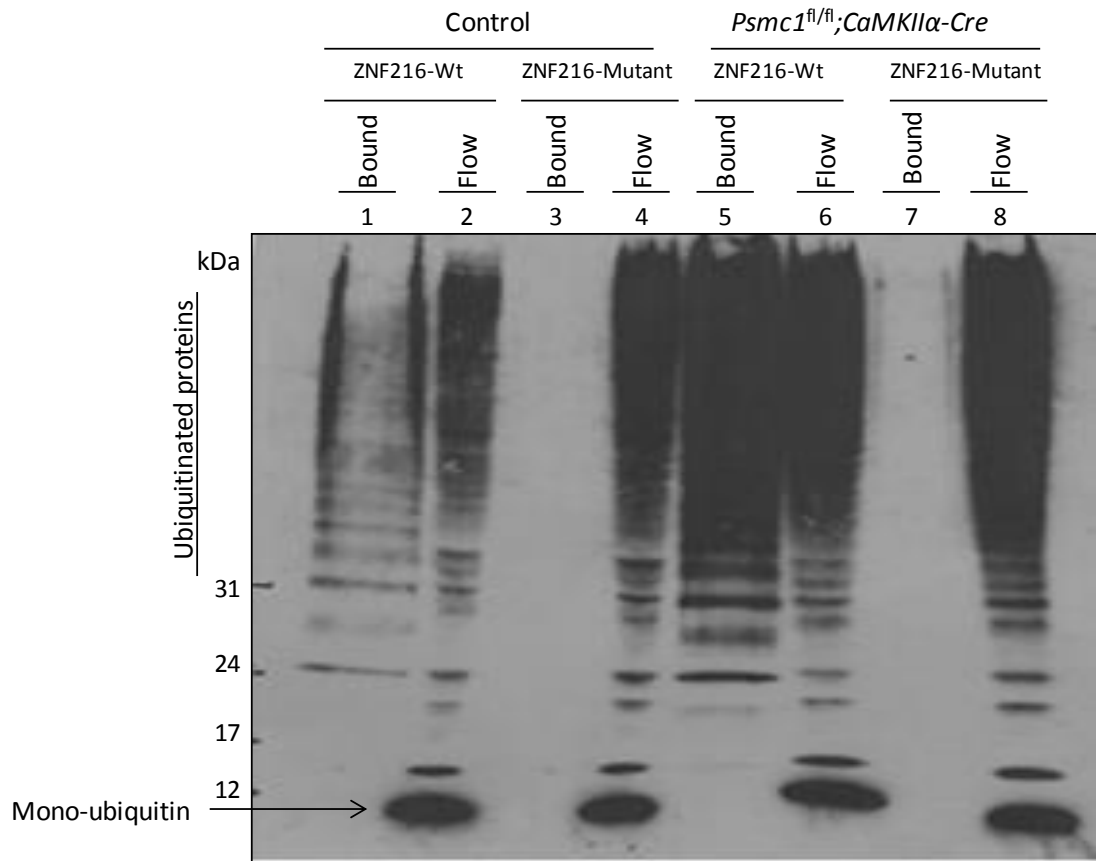 Control Psmc1fl/fl;CaMKIIα-Cre
ZNF216-Wt ZNF216-Mutant ZNF216-Wt ZNF216-Mutant
Bound Flow Bound Flow Bound Flow Bound Flow
1 2 3 4 5 6 7 8
kDa
Ubiquitinated proteins
31
24
17
12
Mono-ubiquitin